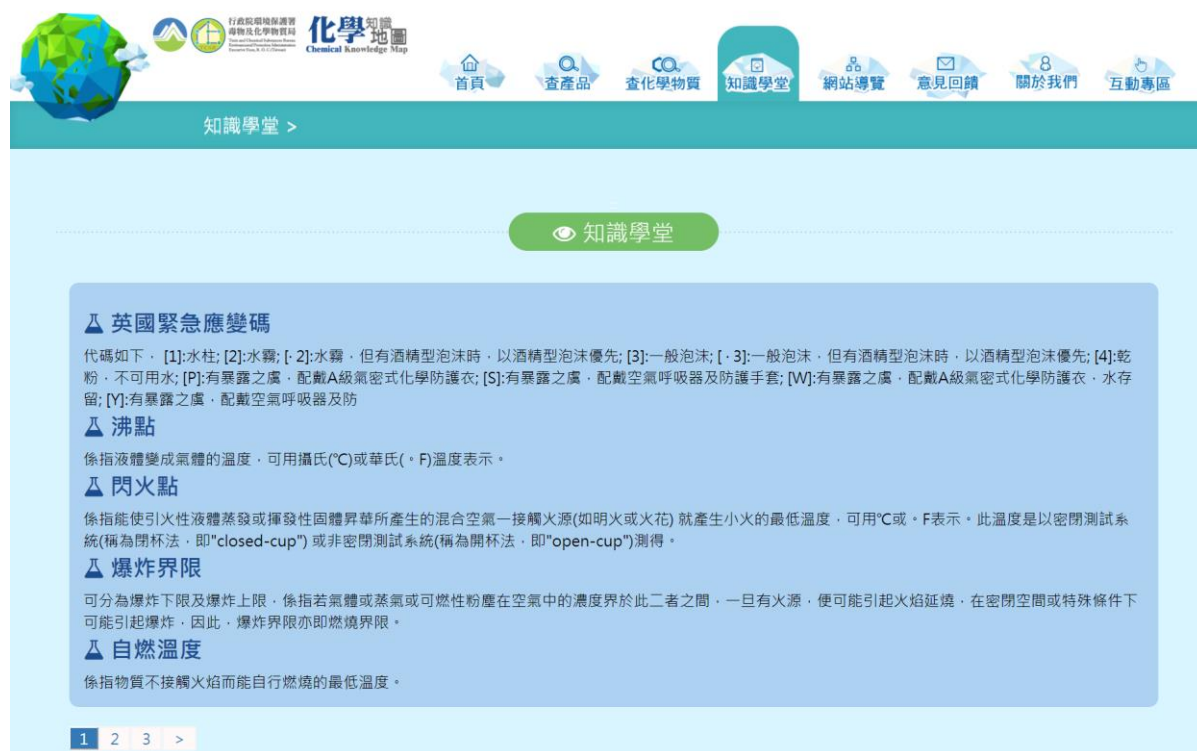 行政院環境保護署
毒物及化學物質局
化學知識地圖
Chemical Knowledge Map
首頁
查產品
查化學物質
知識學堂
網站導覽
意見回饋
關於我們
互動專區
知識學堂 >
知識學堂
英國緊急應變碼
代碼如下，[1]:水柱; [2]:水霧; [‧2]:水霧，但有酒精型泡沫時，以酒精型泡沫優先; [3]:一般泡沫; [‧3]:一般泡沫，但有酒精型泡沫時，以酒精型泡沫優先; [4]:乾
粉，不可用水; [P]:有暴露之虞，配戴A級氣密式化學防護衣; [S]:有暴露之虞，配戴空氣呼吸器及防護手套; [W]:有暴露之虞，配戴A級氣密式化學防護衣，水存
留; [Y]:有暴露之虞，配戴空氣呼吸器及防
沸點
係指液體變成氣體的溫度，可用攝氏(℃)或華氏(。F)溫度表示。
閃火點
係指能使引火性液體蒸發或揮發性固體昇華所產生的混合空氣一接觸火源(如明火或火花) 就產生小火的最低溫度，可用℃或。F表示。此溫度是以密閉測試系
統(稱為閉杯法，即"closed-cup") 或非密閉測試系統(稱為開杯法，即"open-cup")測得。
爆炸界限
可分為爆炸下限及爆炸上限，係指若氣體或蒸氣或可燃性粉塵在空氣中的濃度界於此二者之間，一旦有火源，便可能引起火焰延燒，在密閉空間或特殊條件下
可能引起爆炸，因此，爆炸界限亦即燃燒界限。
自燃溫度
係指物質不接觸火焰而能自行燃燒的最低溫度。
1 2 3 >